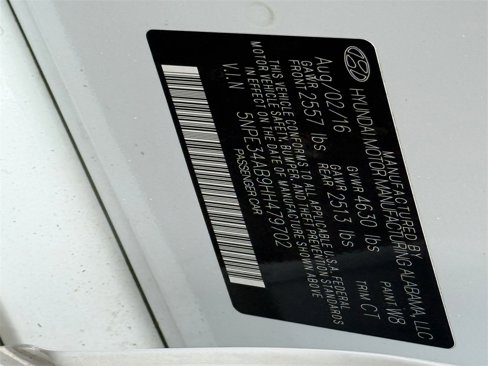 MANUFACTURED BY
HYUNDAI MOTOR MANUFACTURING ALABAMA, LLC
Aug/02/16 GVWR 4630 lbs PAINT W8
GAWR FRONT 2557 lbs GAWR REAR 2513 lbs TRIM CT
THIS VEHICLE CONFORMS TO ALL APPLICABLE U.S.A. FEDERAL
MOTOR VEHICLE SAFETY, BUMPER, AND THEFT PREVENTION STANDARDS
IN EFFECT ON THE DATE OF MANUFACTURE SHOWN ABOVE
V.I.N 5NPE34AB9HH479702
PASSENGER CAR